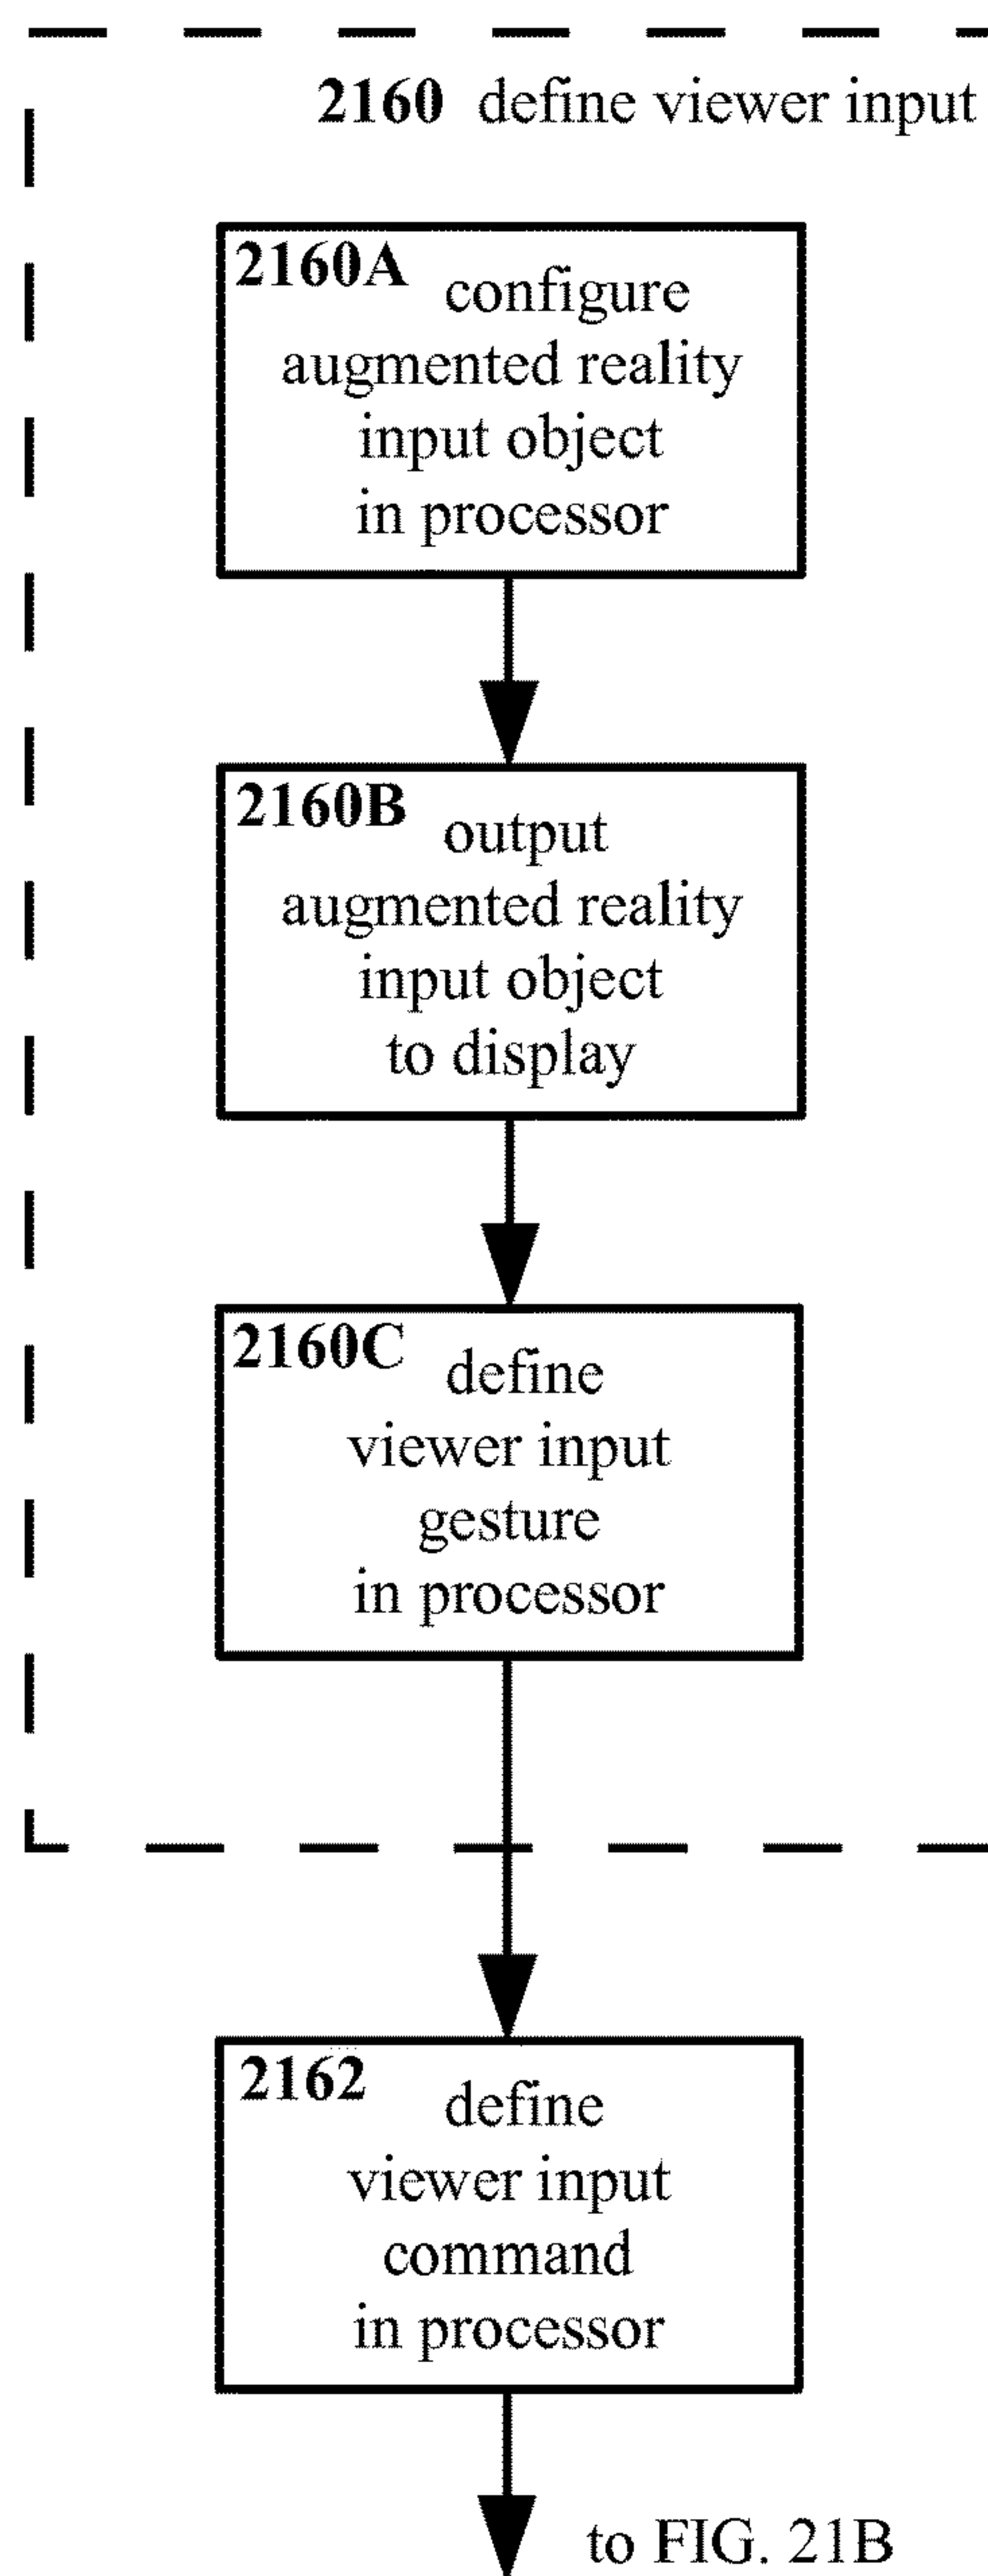 2160 define viewer input
2160A configure
augmented reality
input object
in processor
2160B output
augmented reality
input object
to display
2160C define
viewer input
gesture
in processor
2162 define
viewer input
command
in processor
to FIG. 21B